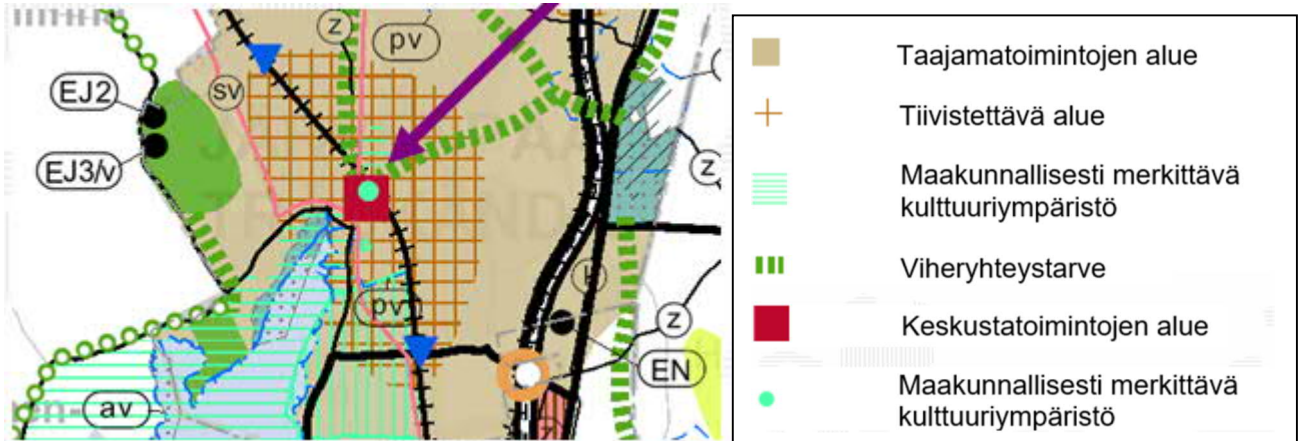 z
pv
EJ2
sv
EJ3/v
z
pv
z
EN
av
Taajamatoimintojen alue
Tiivistettävä alue
Maakunnallisesti merkittävä
kulttuuriympäristö
Viheryhteystarve
Keskustatoimintojen alue
Maakunnallisesti merkittävä
kulttuuriympäristö